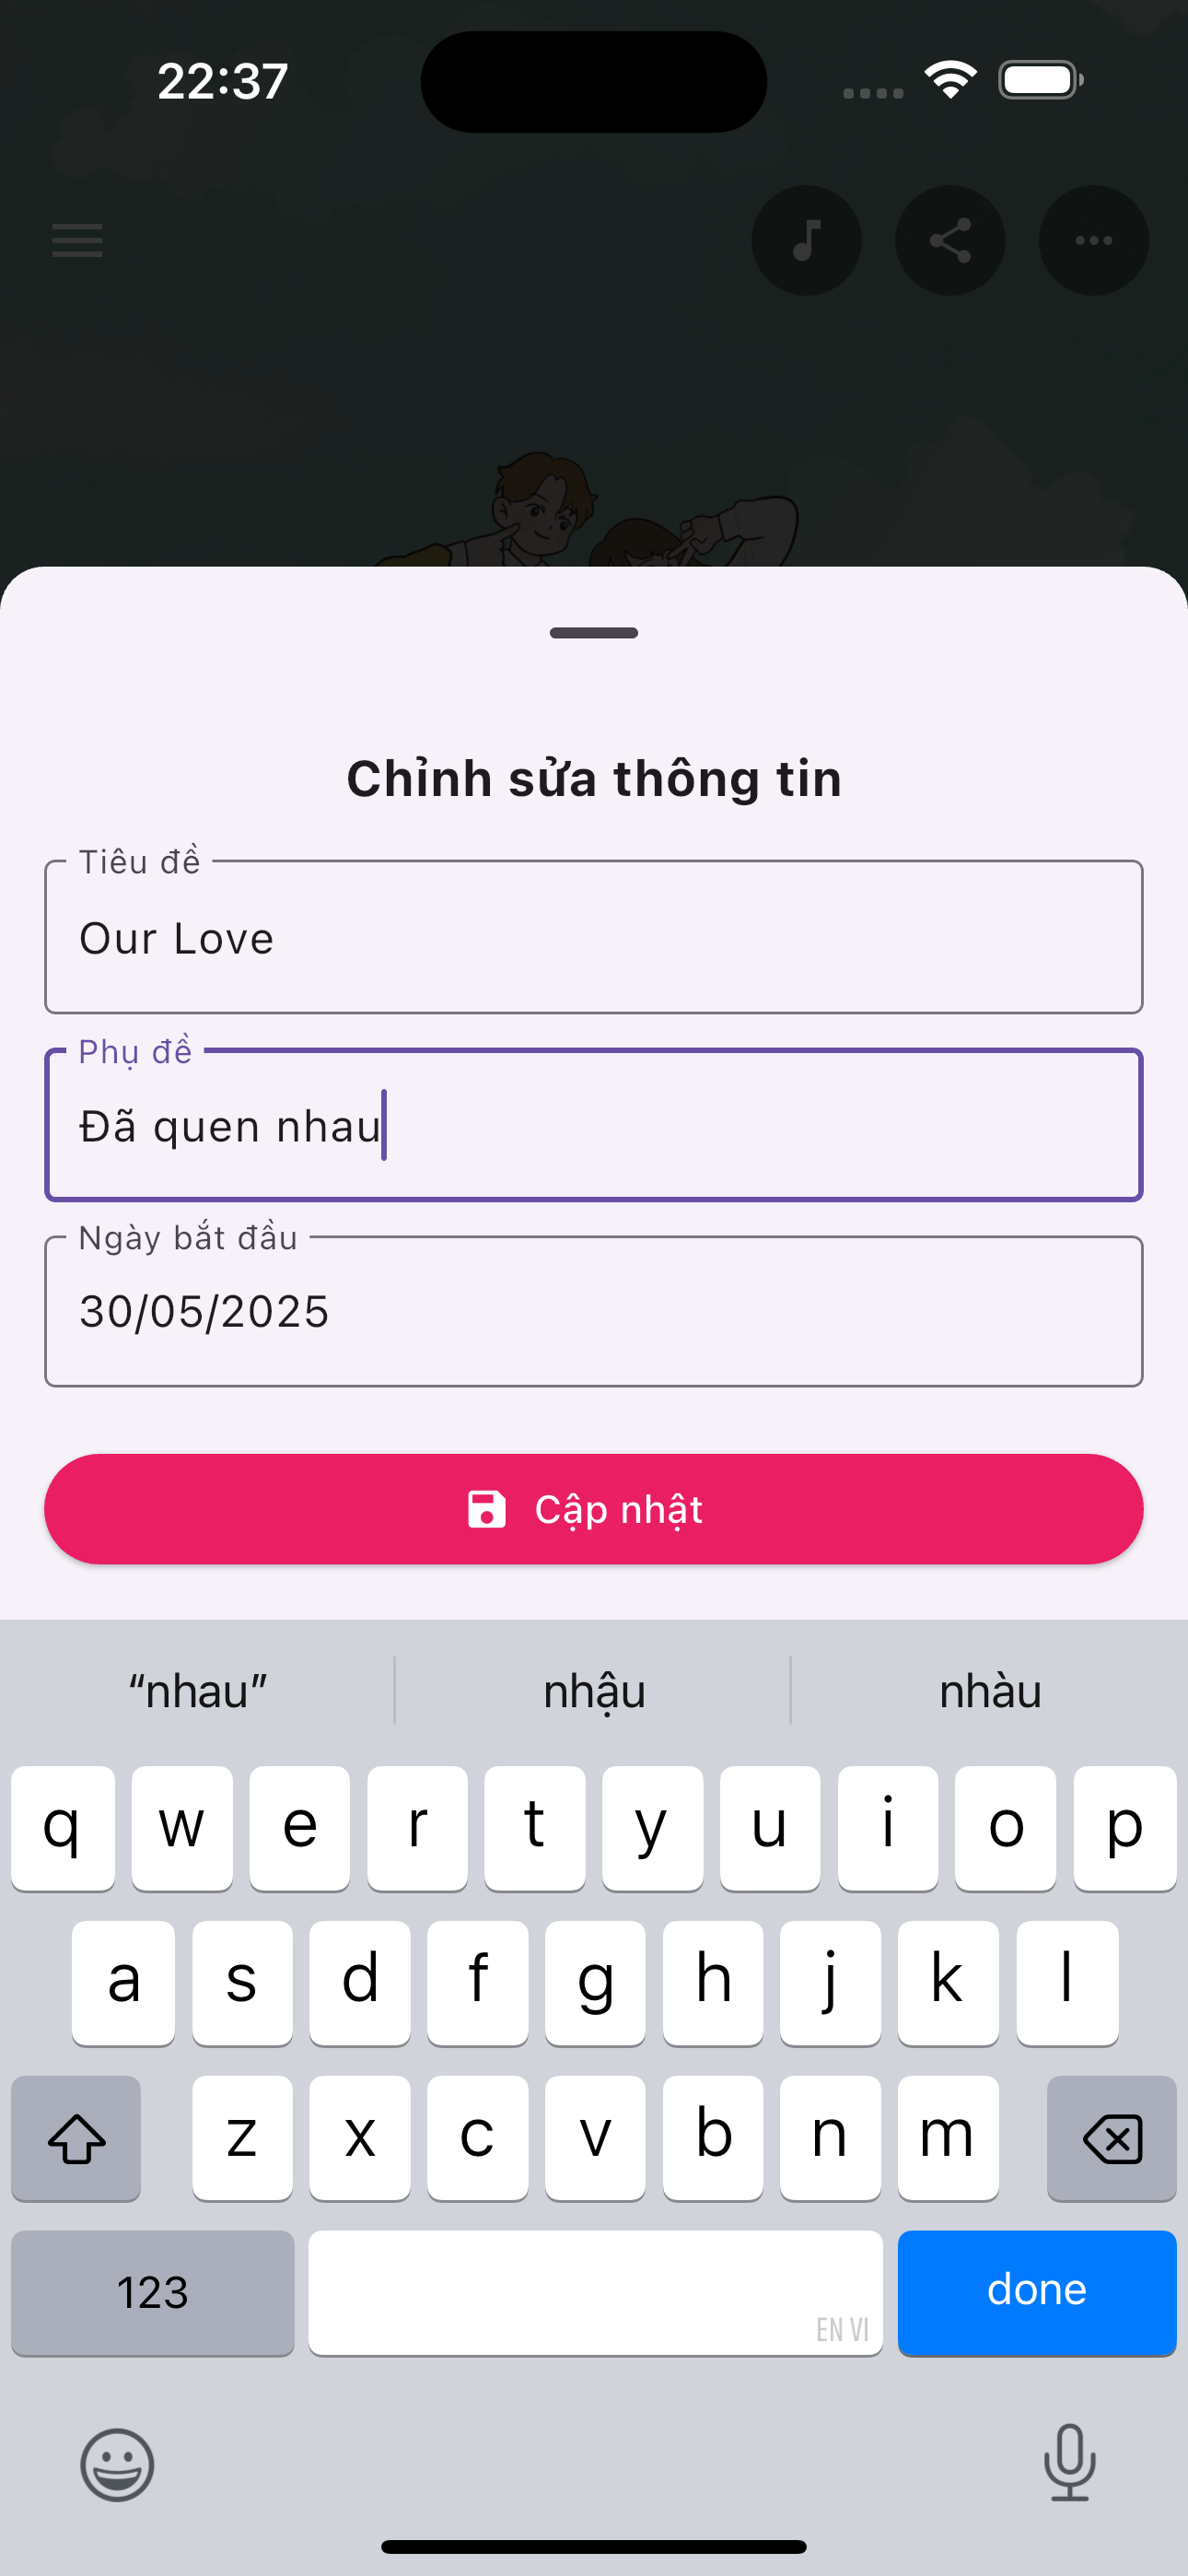 22:37
Chỉnh sửa thông tin
Tiêu đề
Our Love
Phụ đề
Đã quen nhau
Ngày bắt đầu
30/05/2025
Cập nhật
“nhau” nhậu nhàu
q w e r t y u i o p
a s d f g h j k l
z x c v b n m
123 EN VI done